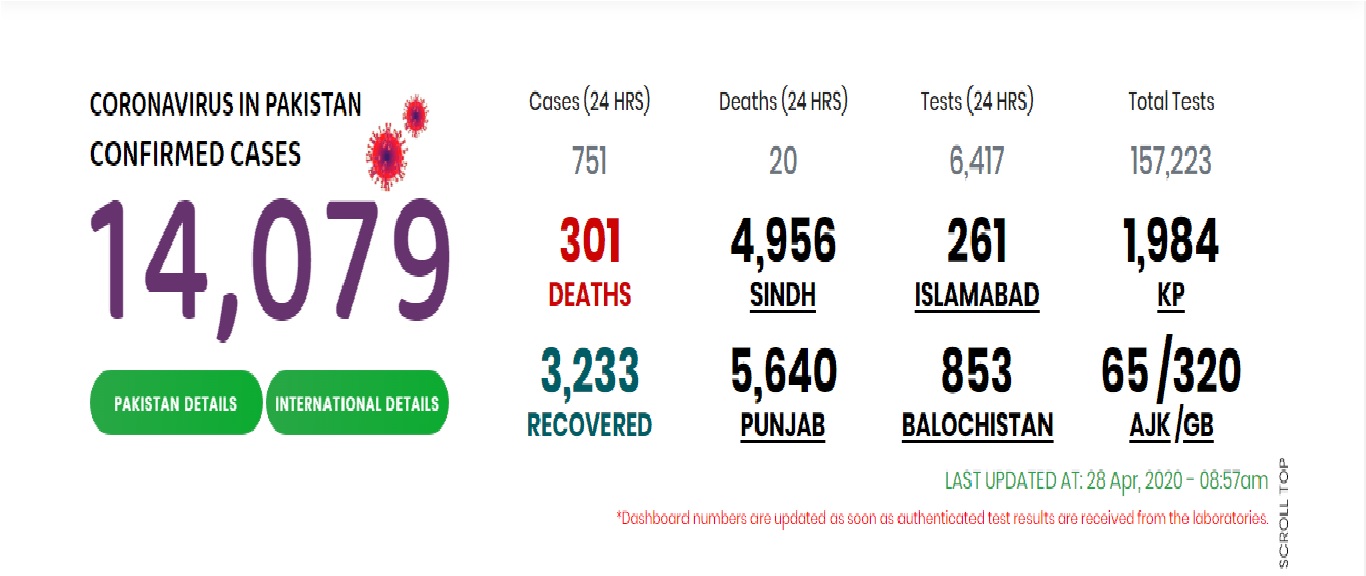 CORONAVIRUS IN PAKISTAN
CONFIRMED CASES
14,079
PAKISTAN DETAILS INTERNATIONAL DETAILS
Cases (24 HRS) Deaths (24 HRS) Tests (24 HRS) Total Tests
751 20 6,417 157,223
301 4,956 261 1,984
DEATHS SINDH ISLAMABAD KP
3,233 5,640 853 65 /320
RECOVERED PUNJAB BALOCHISTAN AJK /GB
LAST UPDATED AT: 28 Apr, 2020 - 08:57am
*Dashboard numbers are updated as soon as authenticated test results are received from the laboratories.
SCROLL TOP